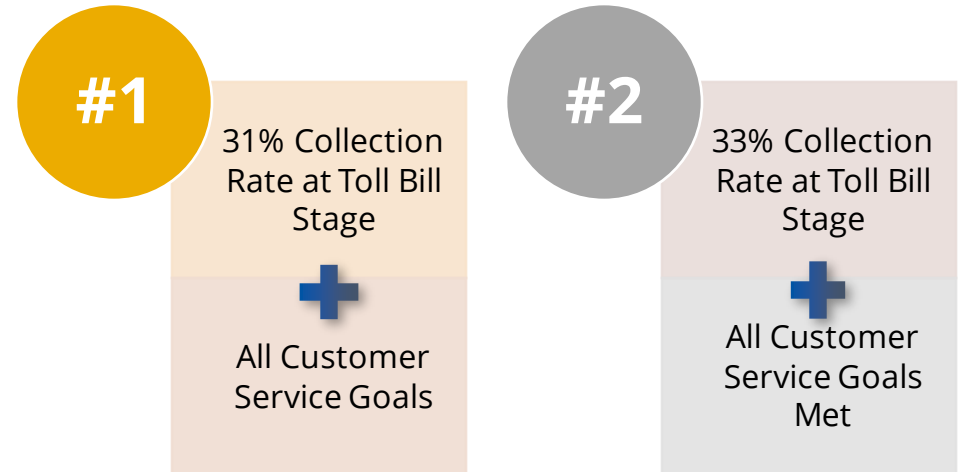 #1
31% Collection
Rate at Toll Bill
Stage
All Customer
Service Goals
#2
33% Collection
Rate at Toll Bill
Stage
All Customer
Service Goals
Met